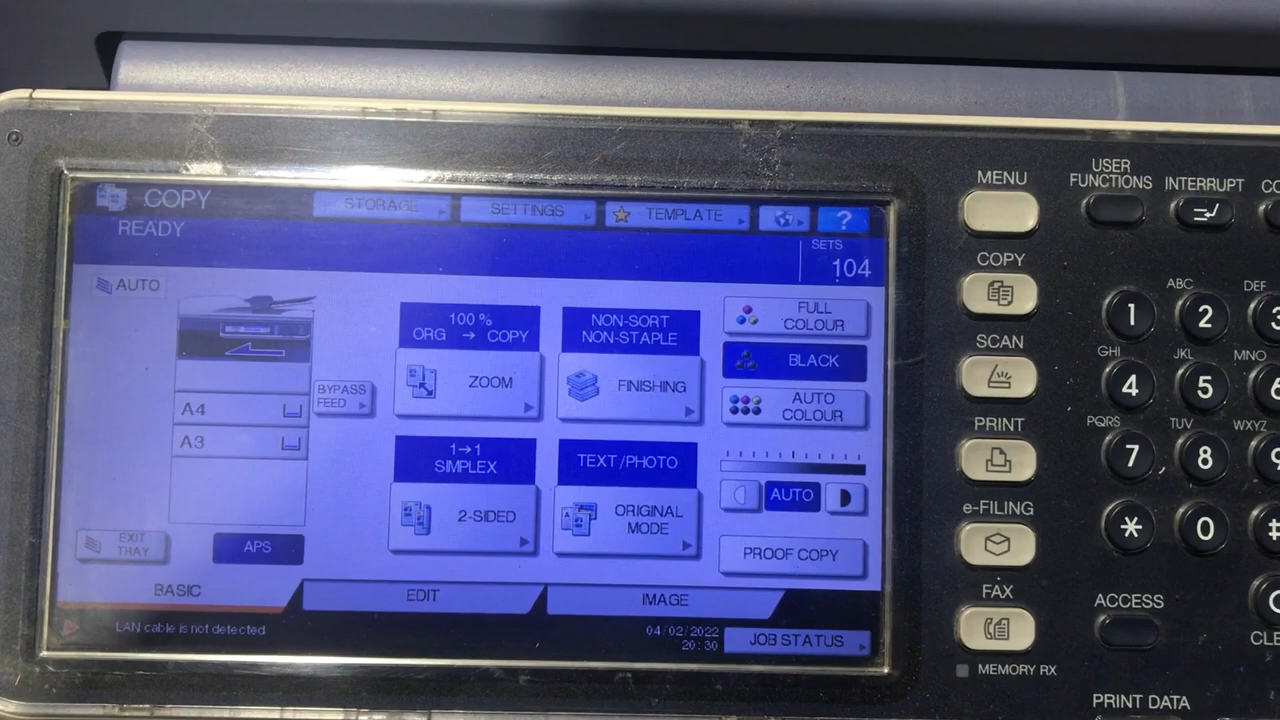 COPY
STORAGE
SETTINGS
TEMPLATE
?
READY
SETS
104
AUTO
A4
A3
BYPASS
FEED
100 %
ORG → COPY
ZOOM
NON-SORT
NON-STAPLE
FINISHING
FULL
COLOUR
BLACK
AUTO
COLOUR
1→1
SIMPLEX
2-SIDED
TEXT/PHOTO
ORIGINAL
MODE
AUTO
PROOF COPY
EXIT
APS
BASIC
EDIT
IMAGE
LAN cable is not detected
04/02/2022
20:30
JOB STATUS
MENU
COPY
SCAN
PRINT
e-FILING
FAX
MEMORY RX
USER
FUNCTIONS
INTERRUPT
ABC
DEF
1
2
3
GHI
JKL
MNO
4
5
6
PQRS
TUV
WXYZ
7
8
9
*
0
#
ACCESS
PRINT DATA